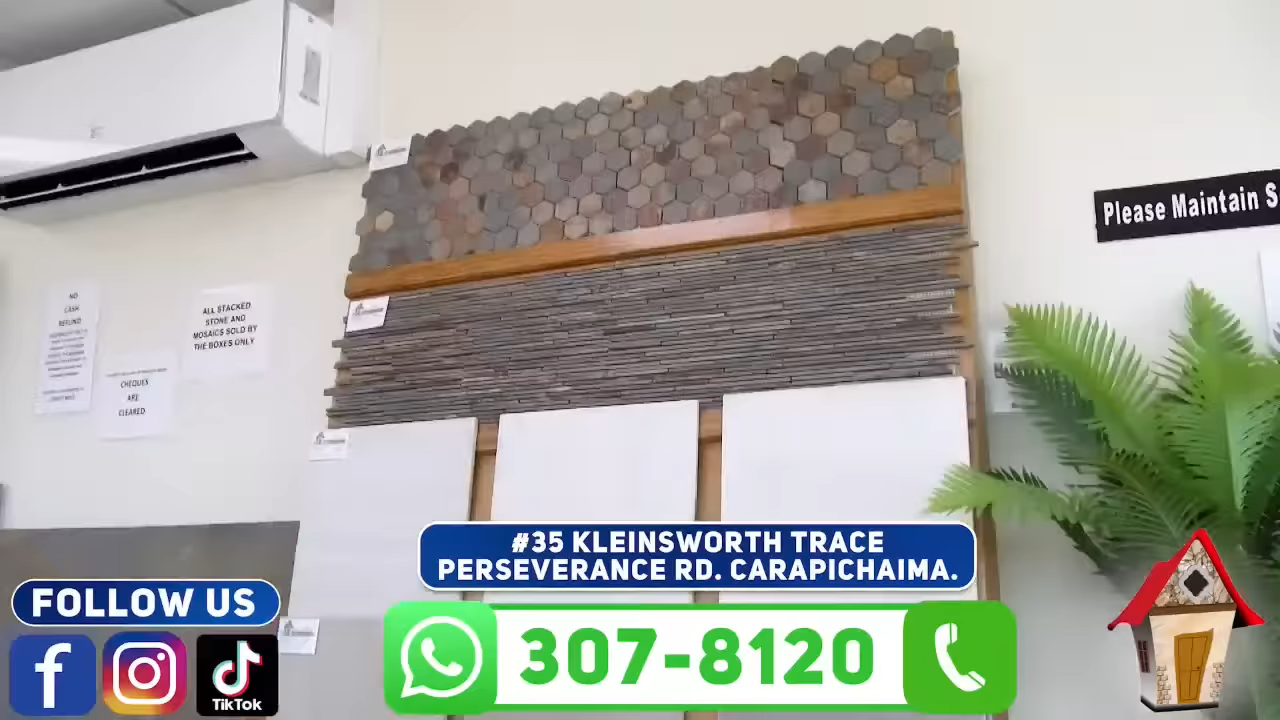 NO
CASH
REFUND
ALL STACKED
STONE AND
MOSAICS SOLD BY
THE BOXES ONLY
CHEQUES
ARE
CLEARED
Please Maintain S
#35 KLEINSWORTH TRACE
PERSEVERANCE RD. CARAPICHAIMA.
FOLLOW US
307-8120
TikTok